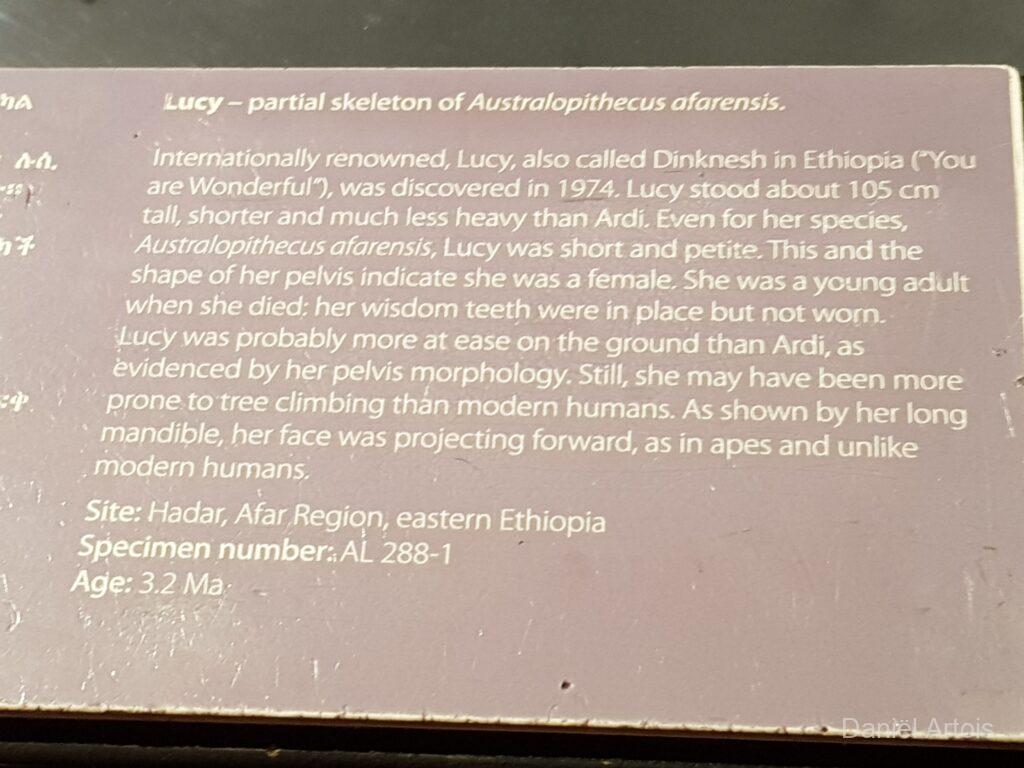 Lucy – partial skeleton of Australopithecus afarensis.
Internationally renowned, Lucy, also called Dinknesh in Ethiopia ("You
are Wonderful"), was discovered in 1974. Lucy stood about 105 cm
tall, shorter and much less heavy than Ardi. Even for her species,
Australopithecus afarensis, Lucy was short and petite. This and the
shape of her pelvis indicate she was a female. She was a young adult
when she died: her wisdom teeth were in place but not worn.
Lucy was probably more at ease on the ground than Ardi, as
evidenced by her pelvis morphology. Still, she may have been more
prone to tree climbing than modern humans. As shown by her long
mandible, her face was projecting forward, as in apes and unlike
modern humans.
Site: Hadar, Afar Region, eastern Ethiopia
Specimen number: AL 288-1
Age: 3.2 Ma
ሉሲ
Daniël Artois